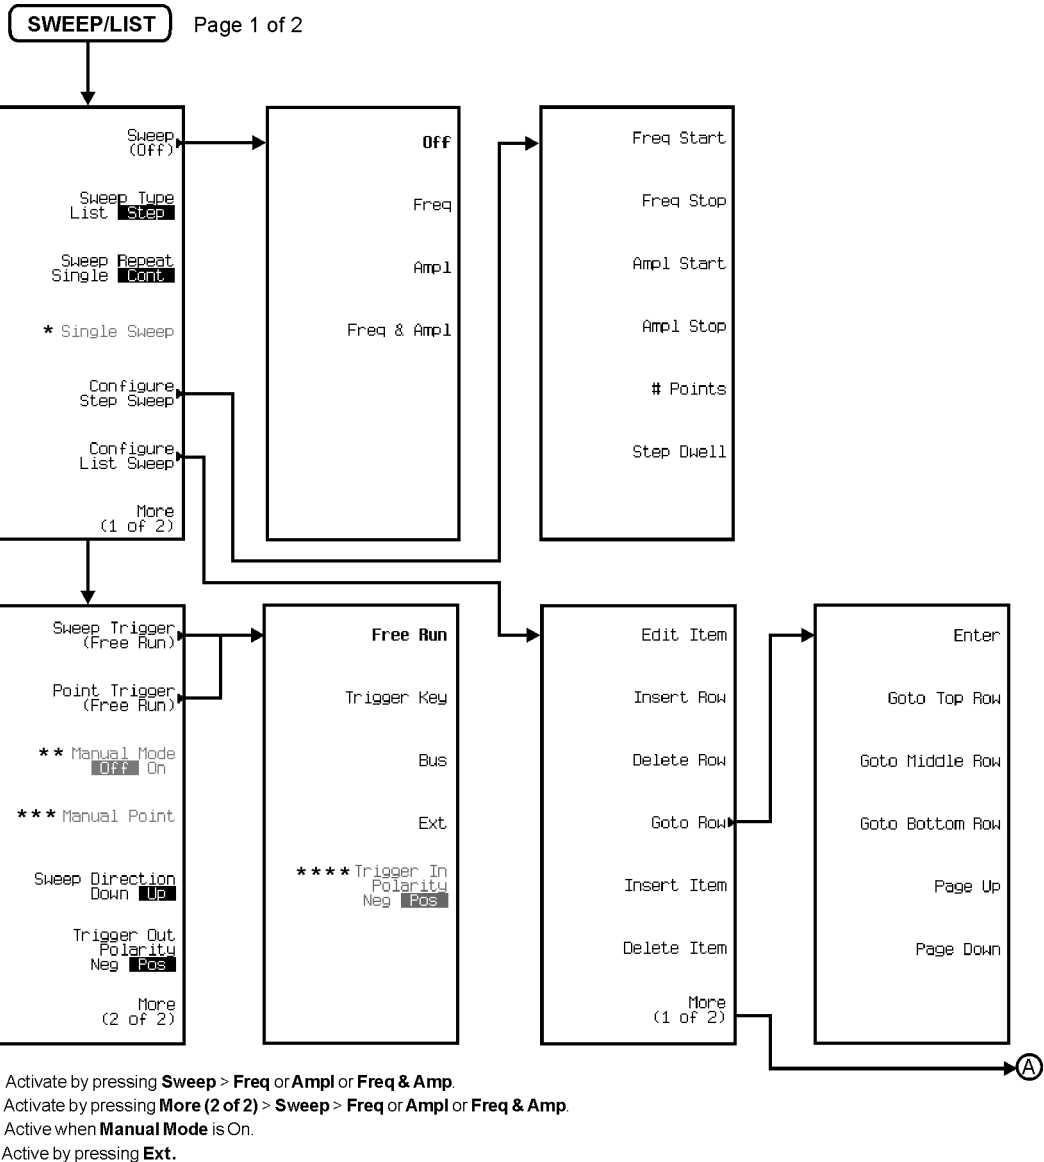 SWEEP/LIST
Page 1 of 2
Sweep
(Off)
Sweep Type
List Step
Sweep Repeat
Single Cont
* Single Sweep
Configure
Step Sweep
Configure
List Sweep
More
(1 of 2)
Off
Freq
Ampl
Freq & Ampl
Freq Start
Freq Stop
Ampl Start
Ampl Stop
# Points
Step Dwell
Sweep Trigger
(Free Run)
Point Trigger
(Free Run)
** Manual Mode
Off On
*** Manual Point
Sweep Direction
Down Up
Trigger Out
Polarity
Neg Pos
More
(2 of 2)
Free Run
Trigger Key
Bus
Ext
**** Trigger In
Polarity
Neg Pos
Edit Item
Insert Row
Delete Row
Goto Row
Insert Item
Delete Item
More
(1 of 2)
Enter
Goto Top Row
Goto Middle Row
Goto Bottom Row
Page Up
Page Down
A
Activate by pressing Sweep > Freq or Ampl or Freq & Amp.
Activate by pressing More (2 of 2) > Sweep > Freq or Ampl or Freq & Amp.
Active when Manual Mode is On.
Active by pressing Ext.